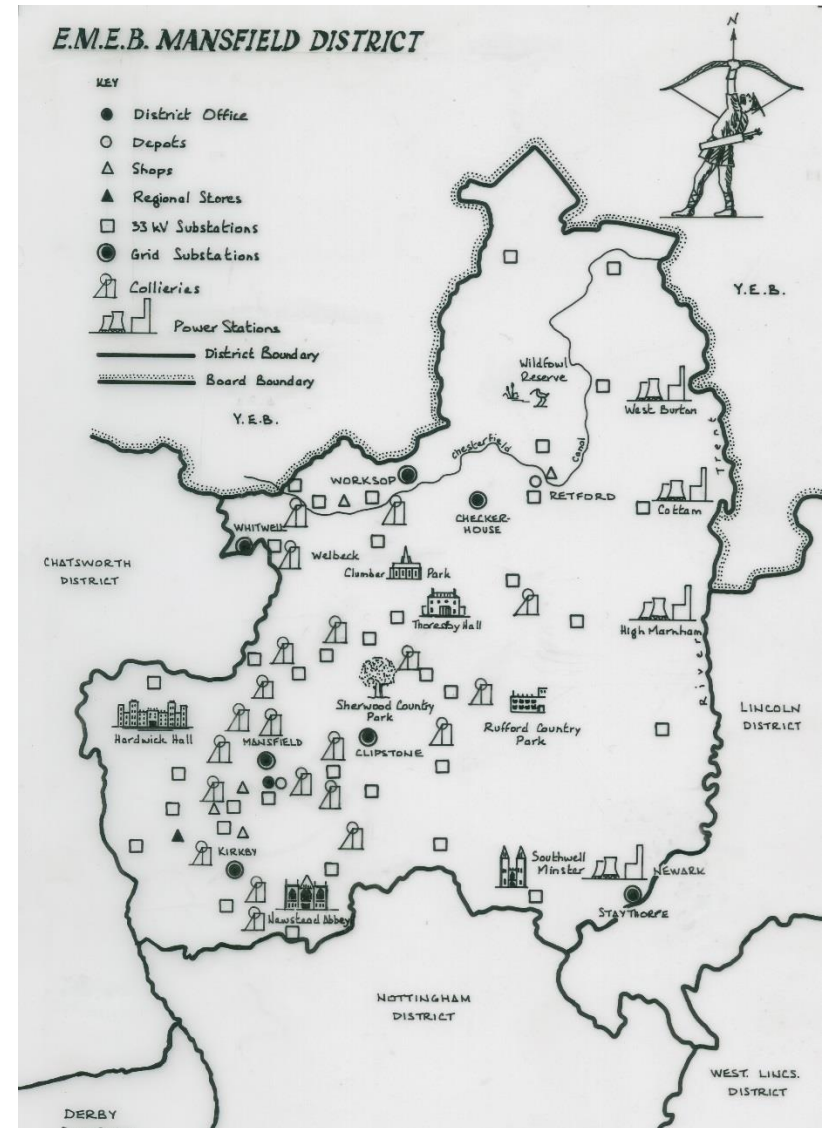 E.M.E.B. MANSFIELD DISTRICT
N
KEY
District Office
Depots
Shops
Regional Stores
33 kV Substations
Grid Substations
Collieries
Power Stations
District Boundary
Board Boundary
Y.E.B.
Y.E.B.
Wildfowl
Reserve
West Burton
Trent
Chesterfield
Canal
WORKSOP
RETFORD
CHECKER-
HOUSE
Cottam
WHITWELL
Welbeck
CHATSWORTH
DISTRICT
Clumber Park
Thoresby Hall
High Marnham
River
Sherwood Country
Park
Rufford Country
Park
LINCOLN
DISTRICT
Hardwick Hall
MANSFIELD
CLIPSTONE
KIRKBY
Southwell
Minster
NEWARK
Newstead Abbey
STAYTHORPE
NOTTINGHAM
DISTRICT
WEST. LINCS.
DISTRICT
DERBY